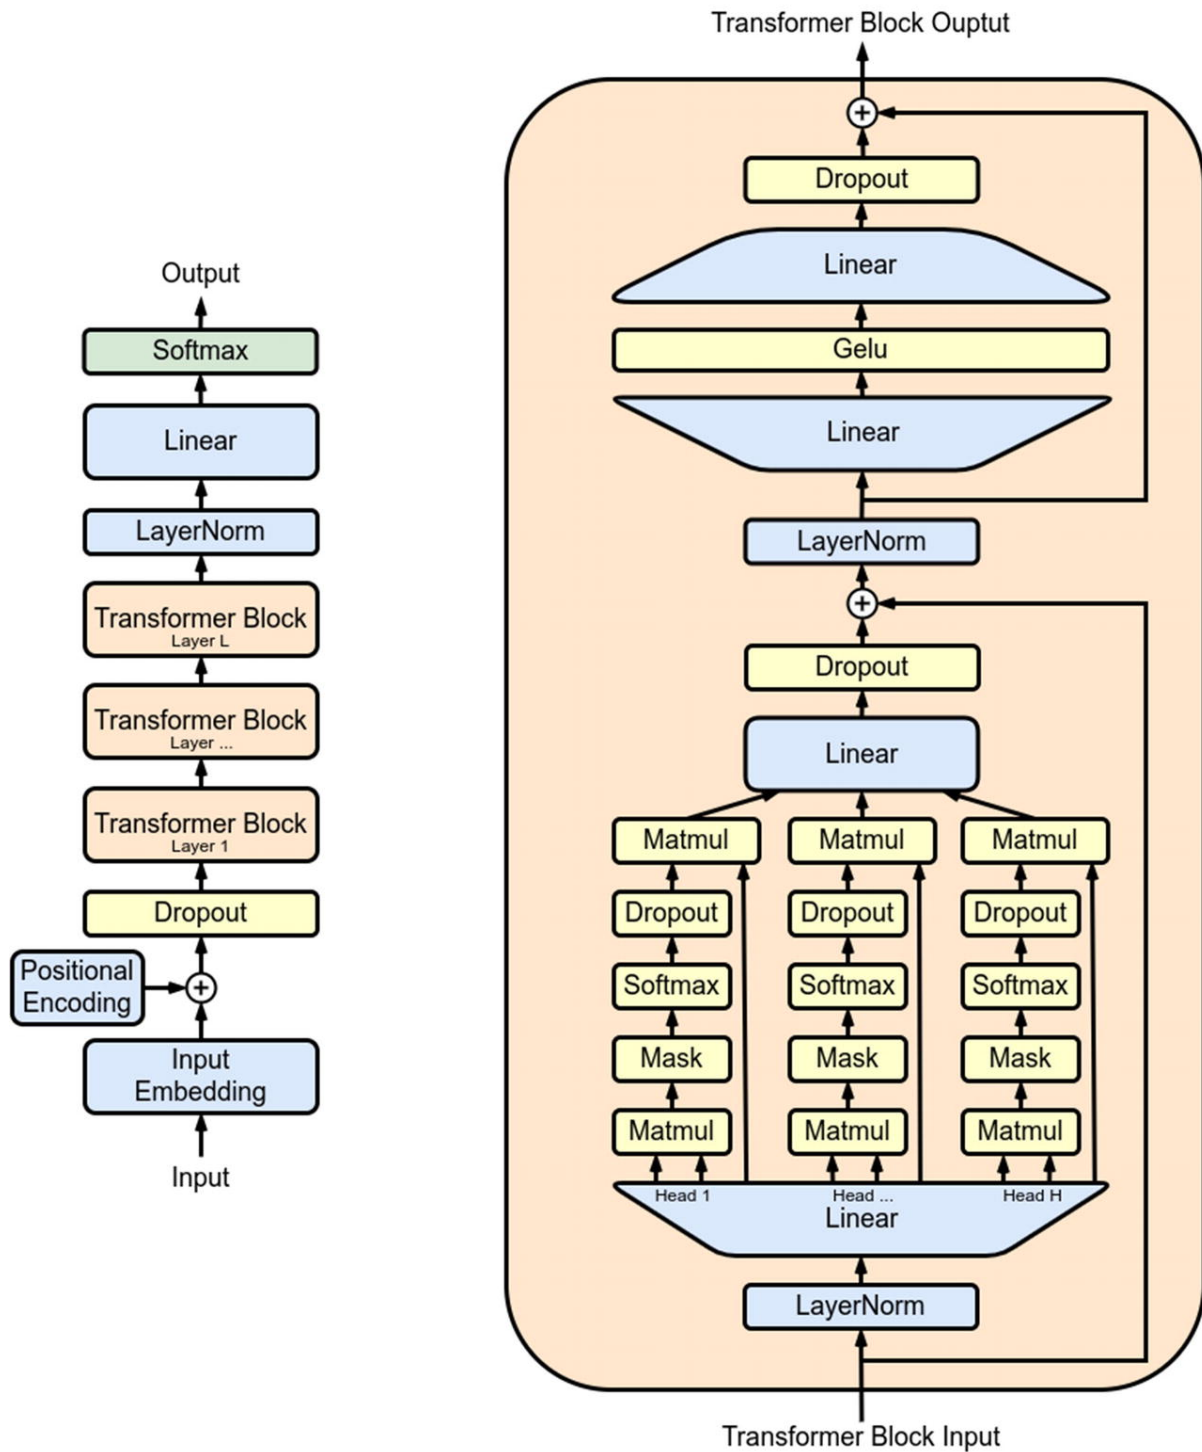 Output
Softmax
Linear
LayerNorm
Transformer Block
Layer L
Transformer Block
Layer ...
Transformer Block
Layer 1
Dropout
Positional
Encoding
+
Input
Embedding
Input
Transformer Block Ouptut
+
Dropout
Linear
Gelu
Linear
LayerNorm
+
Dropout
Linear
Matmul Matmul Matmul
Dropout Dropout Dropout
Softmax Softmax Softmax
Mask Mask Mask
Matmul Matmul Matmul
Head 1 Head ... Head H
Linear
LayerNorm
Transformer Block Input